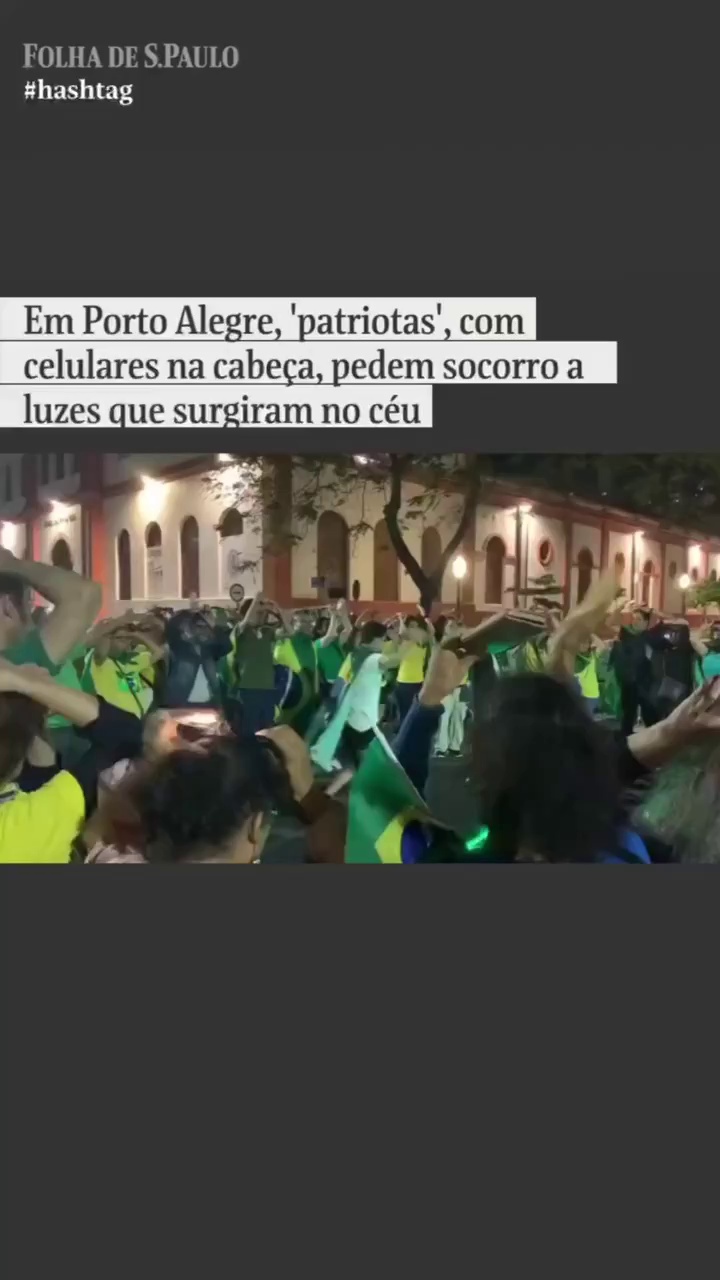 FOLHA DE S.PAULO
#hashtag
Em Porto Alegre, 'patriotas', com
celulares na cabeça, pedem socorro a
luzes que surgiram no céu